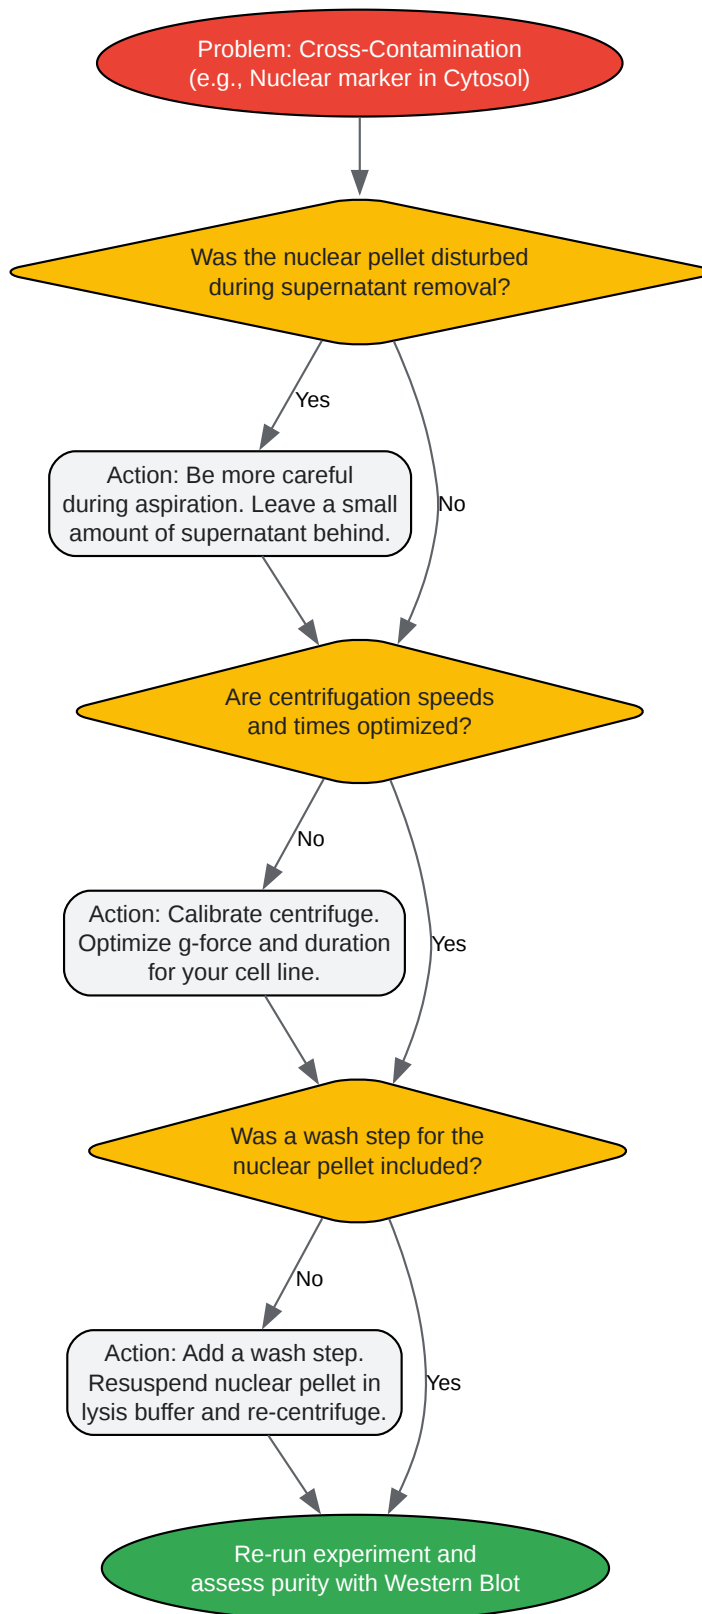 Problem: Cross-Contamination
(e.g., Nuclear marker in Cytosol)
Was the nuclear pellet disturbed
during supernatant removal?
Yes
Action: Be more careful
during aspiration. Leave a small
amount of supernatant behind.
No
Are centrifugation speeds
and times optimized?
No
Action: Calibrate centrifuge.
Optimize g-force and duration
for your cell line.
Yes
Was a wash step for the
nuclear pellet included?
No
Action: Add a wash step.
Resuspend nuclear pellet in
lysis buffer and re-centrifuge.
Yes
Re-run experiment and
assess purity with Western Blot